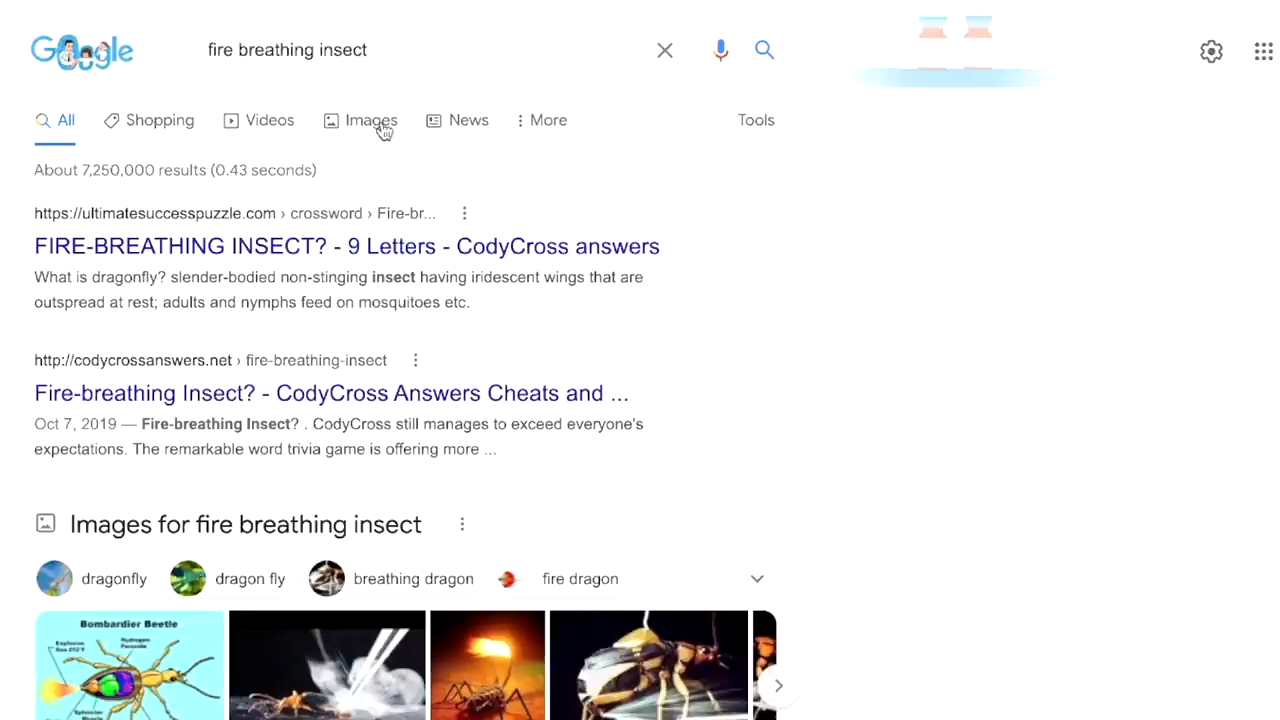 Google
fire breathing insect
All Shopping Videos Images News More Tools
About 7,250,000 results (0.43 seconds)
https://ultimatesuccesspuzzle.com › crossword › Fire-br...
FIRE-BREATHING INSECT? - 9 Letters - CodyCross answers
What is dragonfly? slender-bodied non-stinging insect having iridescent wings that are
outspread at rest; adults and nymphs feed on mosquitoes etc.
http://codycrossanswers.net › fire-breathing-insect
Fire-breathing Insect? - CodyCross Answers Cheats and ...
Oct 7, 2019 — Fire-breathing Insect? . CodyCross still manages to exceed everyone's
expectations. The remarkable word trivia game is offering more ...
Images for fire breathing insect
dragonfly dragon fly breathing dragon fire dragon
Bombardier Beetle
Hydrogen
Peroxide